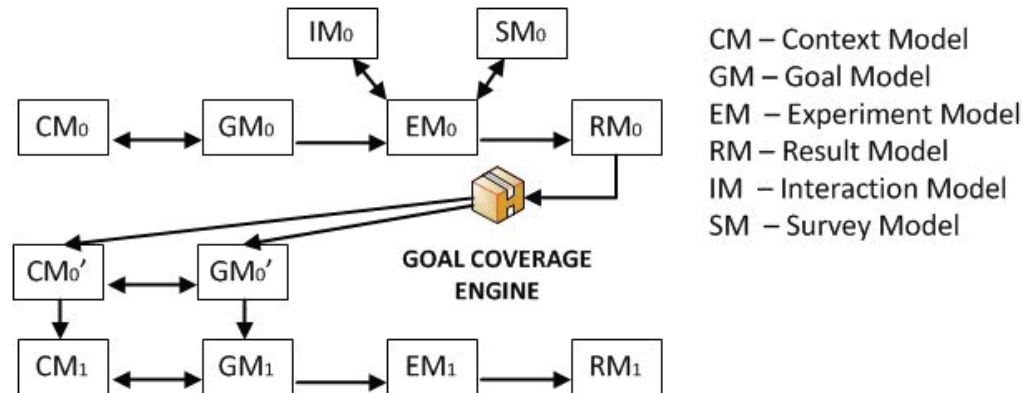 IM₀ SM₀
CM₀ GM₀ EM₀ RM₀
CM₀’ GM₀’
GOAL COVERAGE
ENGINE
CM₁ GM₁ EM₁ RM₁
CM – Context Model
GM – Goal Model
EM – Experiment Model
RM – Result Model
IM – Interaction Model
SM – Survey Model